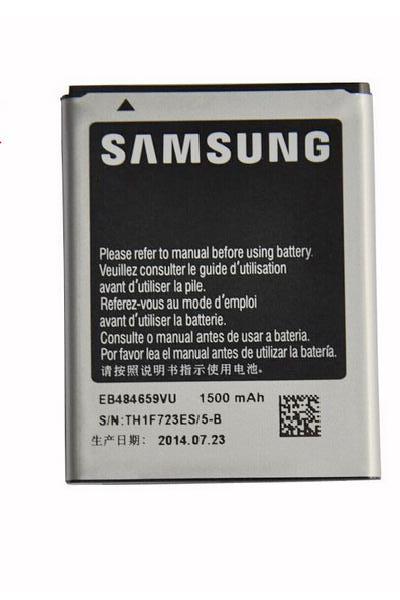 SAMSUNG
Please refer to manual before using battery.
Veuillez consulter le guide d'utilisation
avant d'utiliser la pile.
Referez-vous au mode d'emploi
avant d'utiliser la batterie.
Consulte o manual antes de usar a bateria.
Por favor lea el manual antes de utilizar la batería.
请按照说明书指示使用电池。
EB484659VU 1500 mAh
S/N:TH1F723ES/5-B
生产日期: 2014.07.23